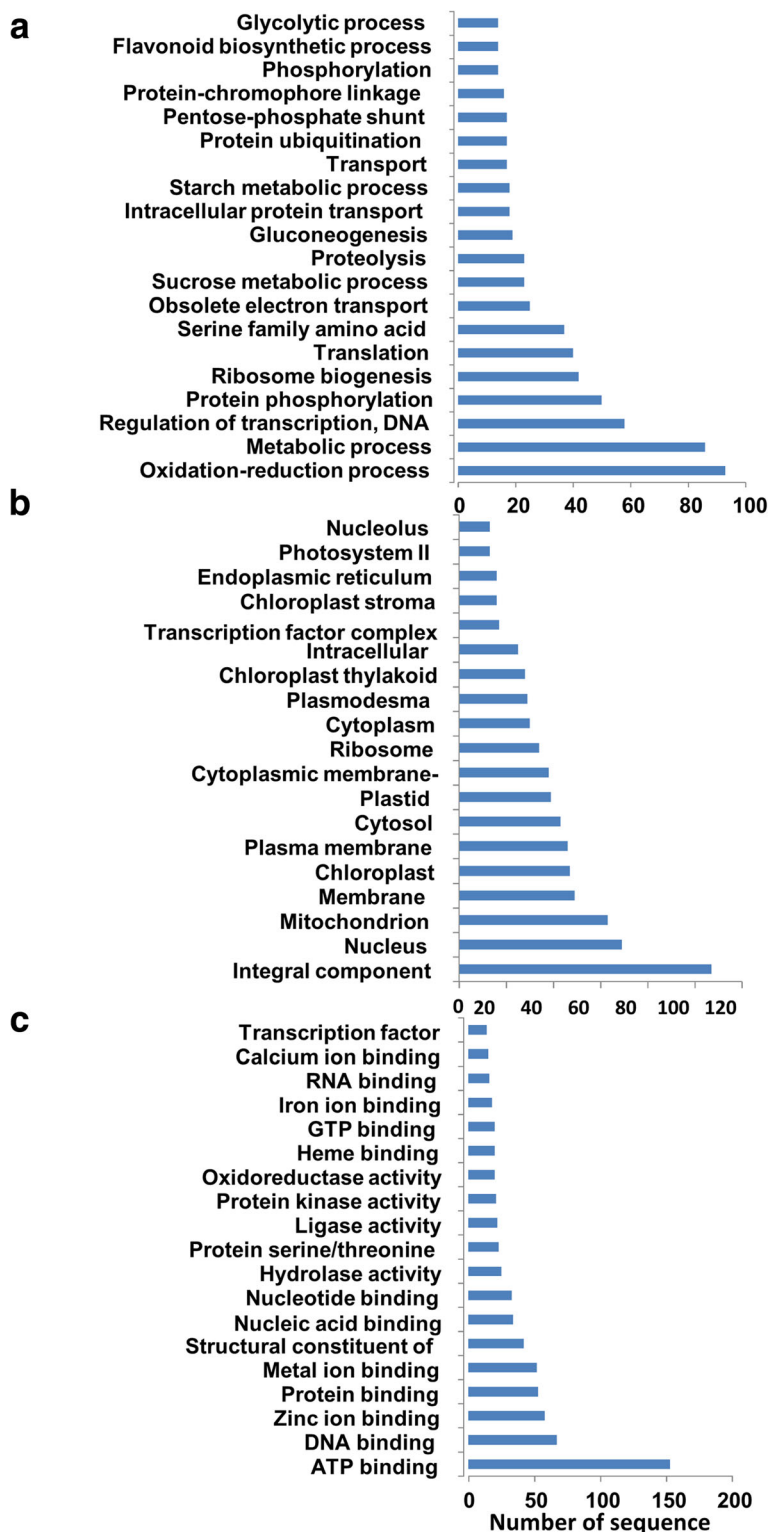 a
Glycolytic process
Flavonoid biosynthetic process
Phosphorylation
Protein-chromophore linkage
Pentose-phosphate shunt
Protein ubiquitination
Transport
Starch metabolic process
Intracellular protein transport
Gluconeogenesis
Proteolysis
Sucrose metabolic process
Obsolete electron transport
Serine family amino acid
Translation
Ribosome biogenesis
Protein phosphorylation
Regulation of transcription, DNA
Metabolic process
Oxidation-reduction process
0 20 40 60 80 100
b
Nucleolus
Photosystem II
Endoplasmic reticulum
Chloroplast stroma
Transcription factor complex
Intracellular
Chloroplast thylakoid
Plasmodesma
Cytoplasm
Ribosome
Cytoplasmic membrane-
Plastid
Cytosol
Plasma membrane
Chloroplast
Membrane
Mitochondrion
Nucleus
Integral component
0 20 40 60 80 100 120
c
Transcription factor
Calcium ion binding
RNA binding
Iron ion binding
GTP binding
Heme binding
Oxidoreductase activity
Protein kinase activity
Ligase activity
Protein serine/threonine
Hydrolase activity
Nucleotide binding
Nucleic acid binding
Structural constituent of
Metal ion binding
Protein binding
Zinc ion binding
DNA binding
ATP binding
0 50 100 150 200
Number of sequence